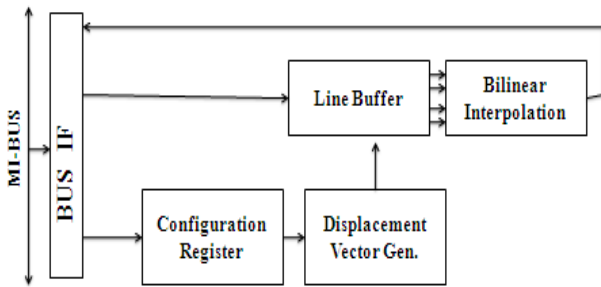 MI-BUS
BUS IF
Line Buffer
Bilinear
Interpolation
Configuration
Register
Displacement
Vector Gen.